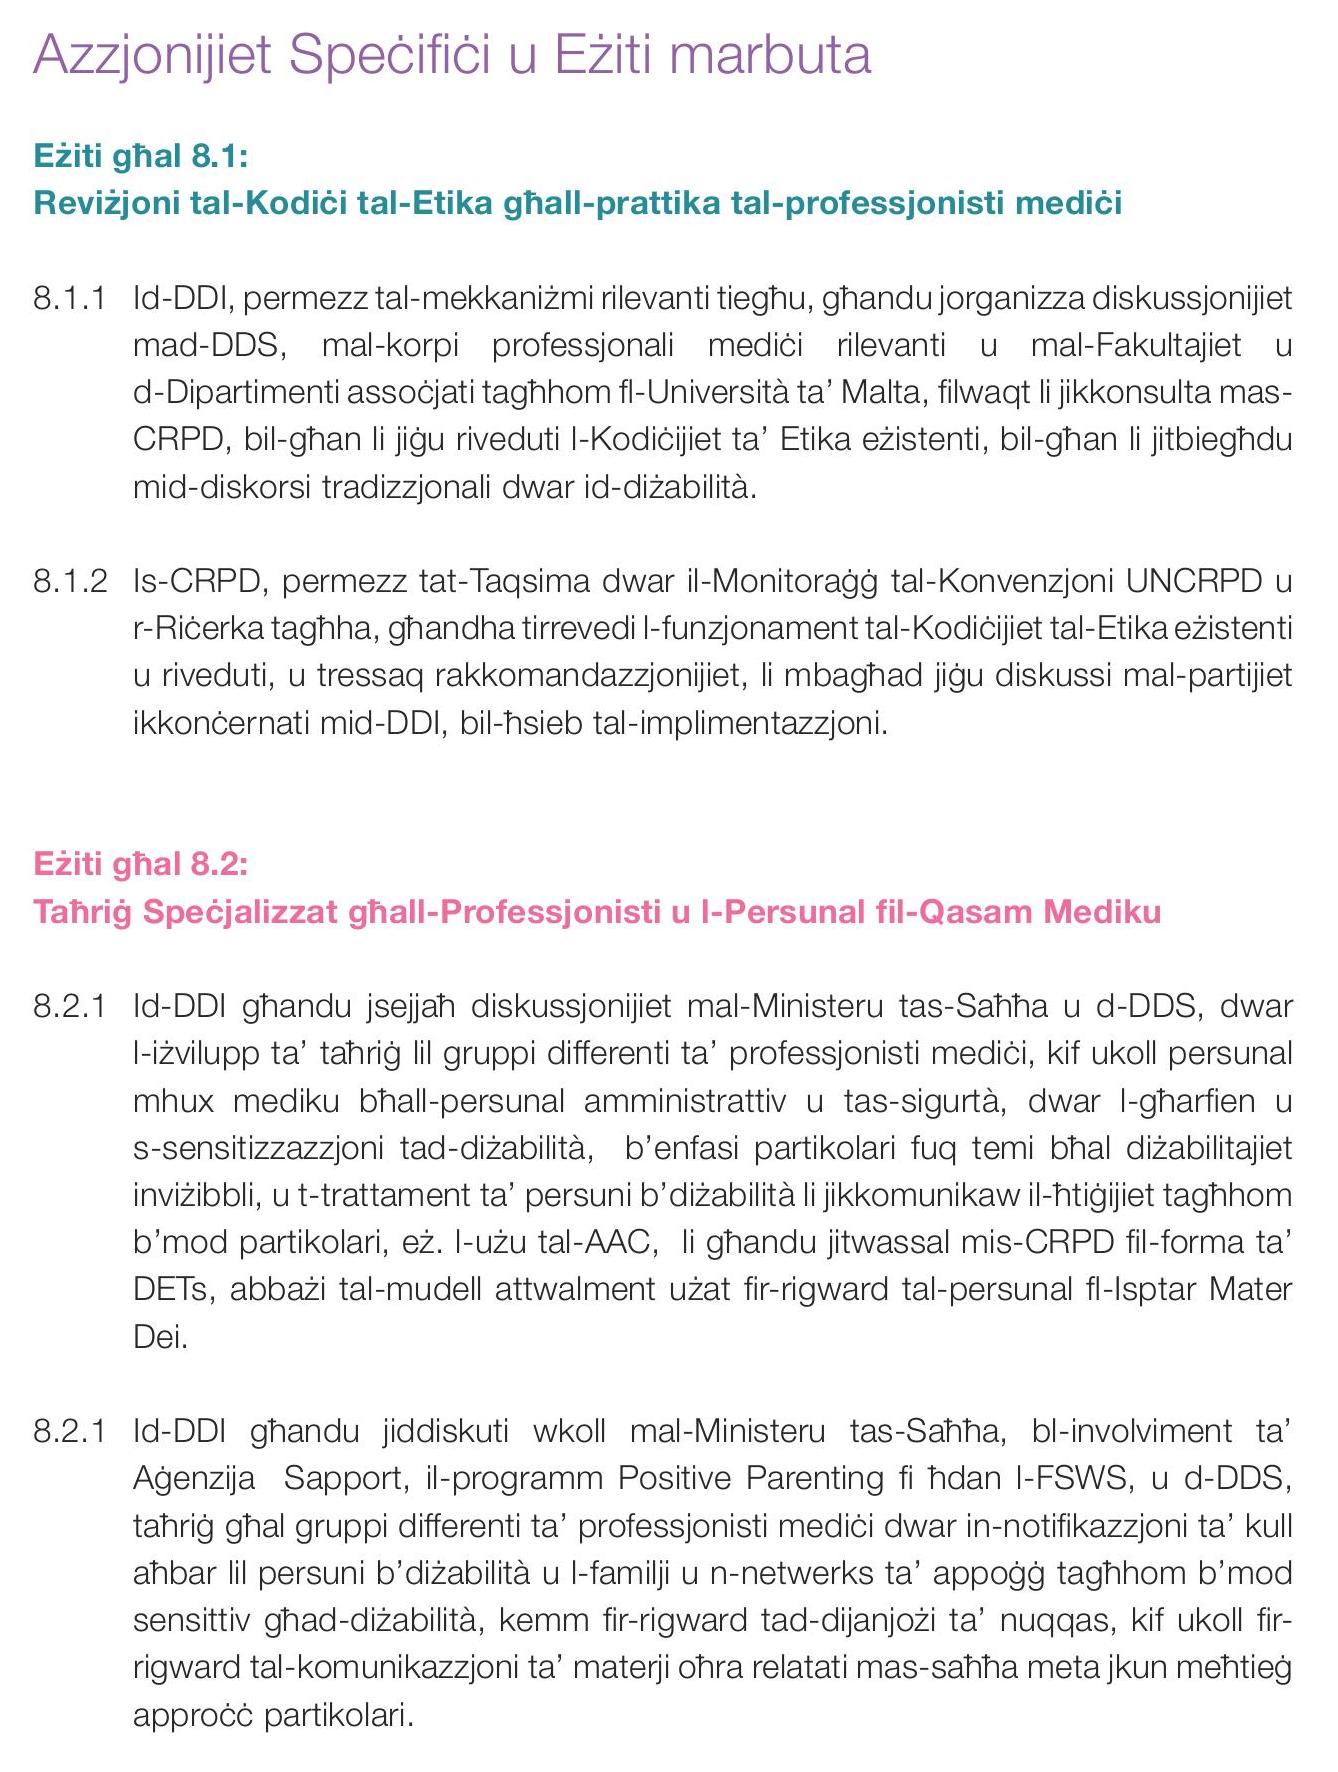 Azzjonijiet Speċifiċi u Eżiti marbuta
Eżiti għal 8.1:
Reviżjoni tal-Kodiċi tal-Etika għall-prattika tal-professjonisti mediċi
8.1.1 Id-DDI, permezz tal-mekkaniżmi rilevanti tiegħu, għandu jorganizza diskussjonijiet
mad-DDS, mal-korpi professjonali mediċi rilevanti u mal-Fakultajiet u
d-Dipartimenti assoċjati tagħhom fl-Università ta’ Malta, filwaqt li jikkonsulta mas-
CRPD, bil-għan li jiġu riveduti l-Kodiċijiet ta’ Etika eżistenti, bil-għan li jitbiegħdu
mid-diskorsi tradizzjonali dwar id-diżabilità.
8.1.2 Is-CRPD, permezz tat-Taqsima dwar il-Monitoraġġ tal-Konvenzjoni UNCRPD u
r-Riċerka tagħha, għandha tirrevedi l-funzjonament tal-Kodiċijiet tal-Etika eżistenti
u riveduti, u tressaq rakkomandazzjonijiet, li mbagħad jiġu diskussi mal-partijiet
ikkonċernati mid-DDI, bil-ħsieb tal-implimentazzjoni.
Eżiti għal 8.2:
Taħriġ Speċjalizzat għall-Professjonisti u l-Persunal fil-Qasam Mediku
8.2.1 Id-DDI għandu jsejjaħ diskussjonijiet mal-Ministeru tas-Saħħa u d-DDS, dwar
l-iżvilupp ta’ taħriġ lil gruppi differenti ta’ professjonisti mediċi, kif ukoll persunal
mhux mediku bħall-persunal amministrattiv u tas-sigurtà, dwar l-għarfien u
s-sensitizzazzjoni tad-diżabilità, b’enfasi partikolari fuq temi bħal diżabilitajiet
inviżibbli, u t-trattament ta’ persuni b’diżabilità li jikkomunikaw il-ħtiġijiet tagħhom
b’mod partikolari, eż. l-użu tal-AAC, li għandu jitwassal mis-CRPD fil-forma ta’
DETs, abbażi tal-mudell attwalment użat fir-rigward tal-persunal fl-Isptar Mater
Dei.
8.2.1 Id-DDI għandu jiddiskuti wkoll mal-Ministeru tas-Saħħa, bl-involviment ta’
Aġenzija Sapport, il-programm Positive Parenting fi ħdan l-FSWS, u d-DDS,
taħriġ għal gruppi differenti ta’ professjonisti mediċi dwar in-notifikazzjoni ta’ kull
aħbar lil persuni b’diżabilità u l-familji u n-netwerks ta’ appoġġ tagħhom b’mod
sensittiv għad-diżabilità, kemm fir-rigward tad-dijanjożi ta’ nuqqas, kif ukoll fir-
rigward tal-komunikazzjoni ta’ materji oħra relatati mas-saħħa meta jkun meħtieġ
approċċ partikolari.